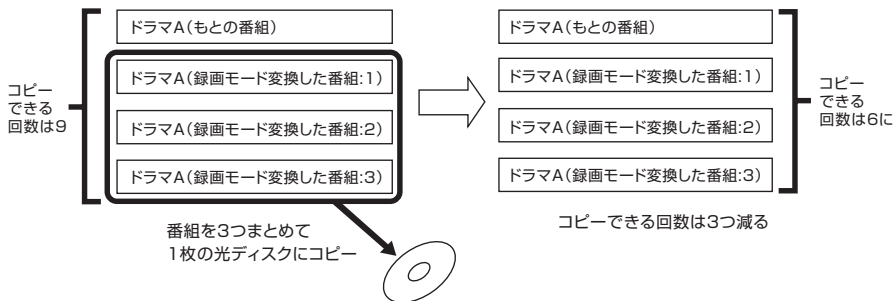 コピー
できる
回数は9
ドラマA(もとの番組)
ドラマA(録画モード変換した番組:1)
ドラマA(録画モード変換した番組:2)
ドラマA(録画モード変換した番組:3)
番組を3つまとめて
1枚の光ディスクにコピー
ドラマA(もとの番組)
ドラマA(録画モード変換した番組:1)
ドラマA(録画モード変換した番組:2)
ドラマA(録画モード変換した番組:3)
コピー
できる
回数は6に
コピーできる回数は3つ減る